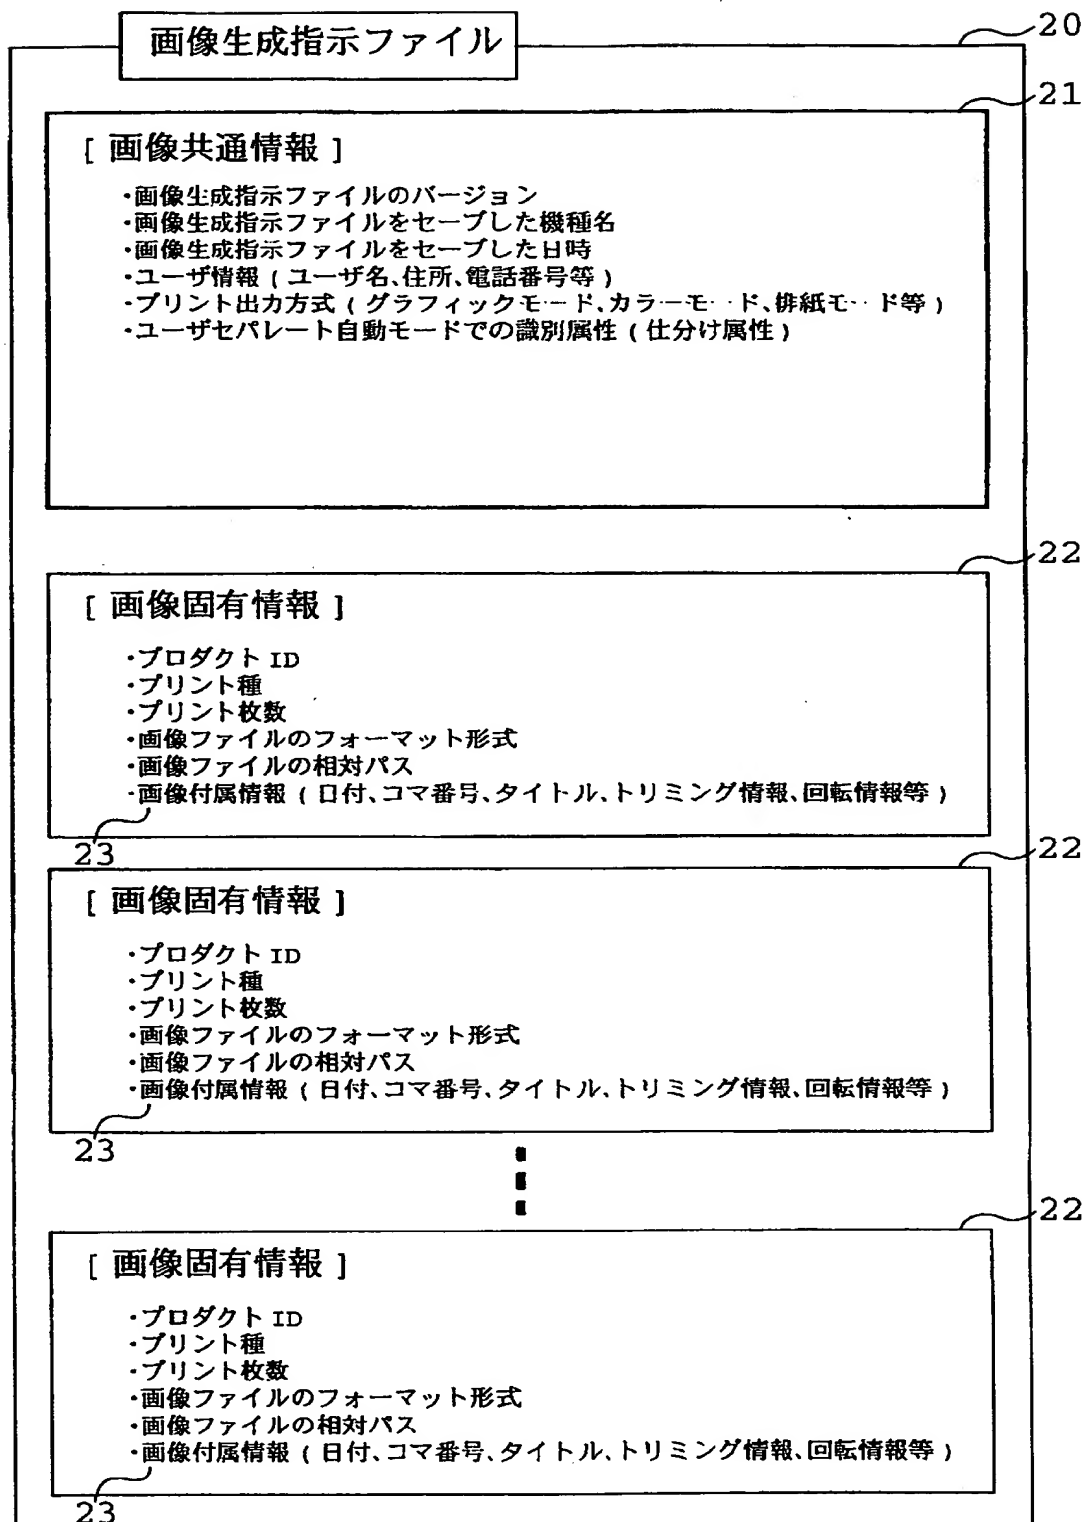 画像生成指示ファイル
20
21
[ 画像共通情報 ]
・画像生成指示ファイルのバージョン
・画像生成指示ファイルをセーブした機種名
・画像生成指示ファイルをセーブした日時
・ユーザ情報 ( ユーザ名、住所、電話番号等 )
・プリント出力方式 ( グラフィックモード、カラーモード、排紙モード等 )
・ユーザセパレート自動モードでの識別属性 ( 仕分け属性 )
22
[ 画像固有情報 ]
・プロダクト ID
・プリント種
・プリント枚数
・画像ファイルのフォーマット形式
・画像ファイルの相対パス
・画像付属情報 ( 日付、コマ番号、タイトル、トリミング情報、回転情報等 )
23
22
[ 画像固有情報 ]
・プロダクト ID
・プリント種
・プリント枚数
・画像ファイルのフォーマット形式
・画像ファイルの相対パス
・画像付属情報 ( 日付、コマ番号、タイトル、トリミング情報、回転情報等 )
23
22
[ 画像固有情報 ]
・プロダクト ID
・プリント種
・プリント枚数
・画像ファイルのフォーマット形式
・画像ファイルの相対パス
・画像付属情報 ( 日付、コマ番号、タイトル、トリミング情報、回転情報等 )
23